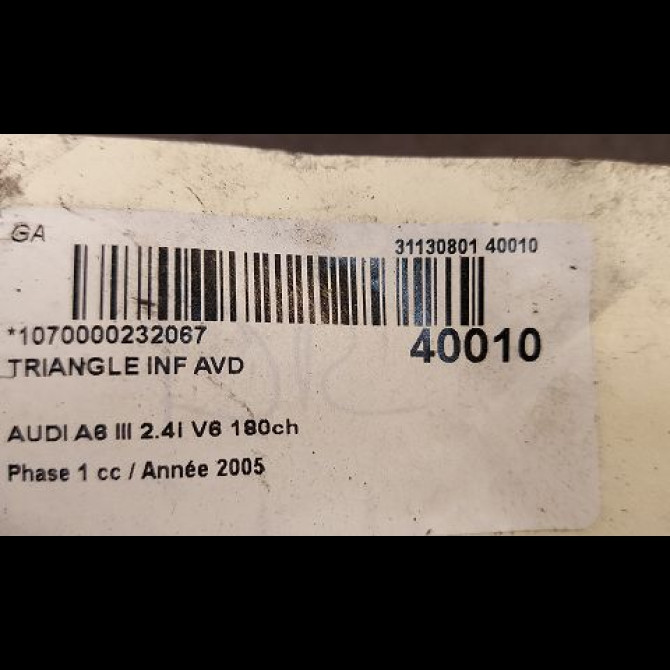 GA
31130801 40010
*1070000232067
40010
TRIANGLE INF AVD
AUDI A6 III 2.4i V6 180ch
Phase 1 cc / Année 2005